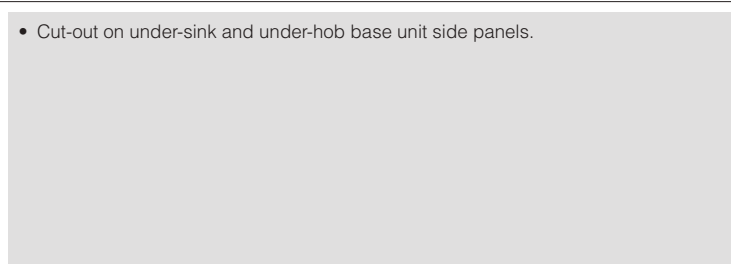 • Cut-out on under-sink and under-hob base unit side panels.